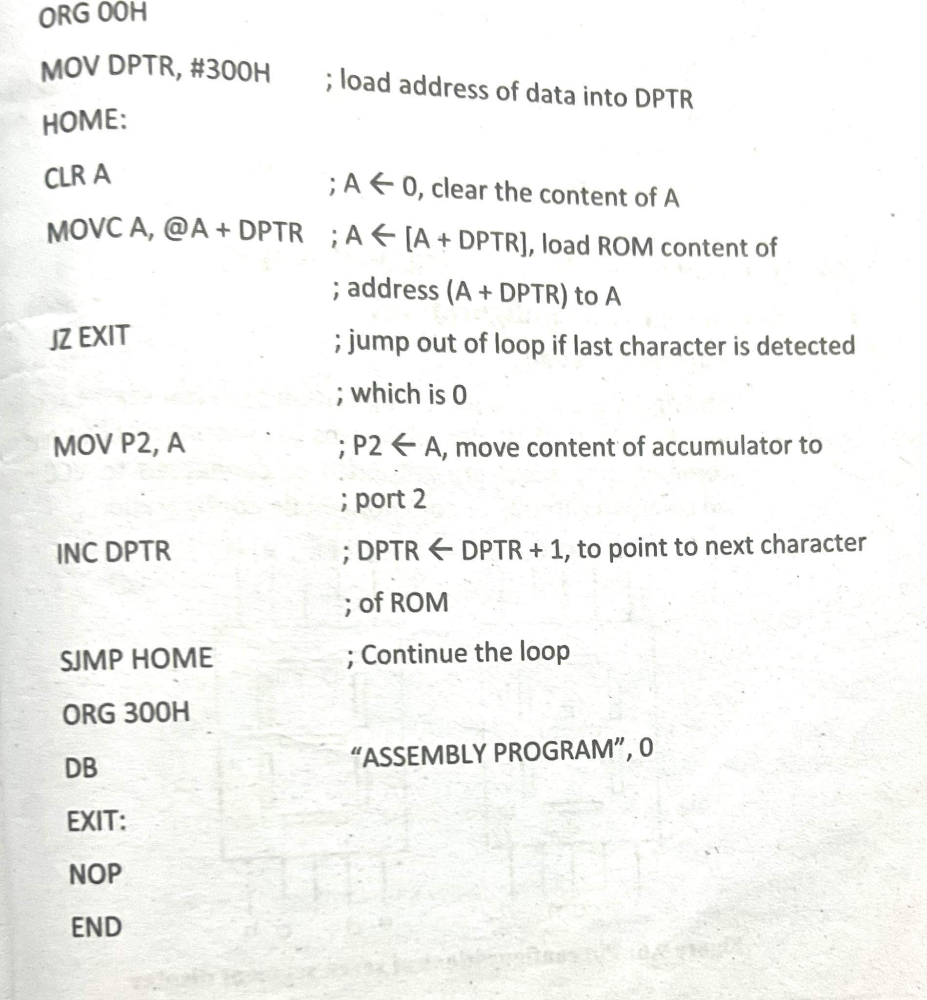 ORG 00H
MOV DPTR, #300H ; load address of data into DPTR
HOME:
CLR A ; A ← 0, clear the content of A
MOVC A, @A + DPTR ; A ← [A + DPTR], load ROM content of
; address (A + DPTR) to A
JZ EXIT ; jump out of loop if last character is detected
; which is 0
MOV P2, A ; P2 ← A, move content of accumulator to
; port 2
INC DPTR ; DPTR ← DPTR + 1, to point to next character
; of ROM
SJMP HOME ; Continue the loop
ORG 300H
DB “ASSEMBLY PROGRAM”, 0
EXIT:
NOP
END